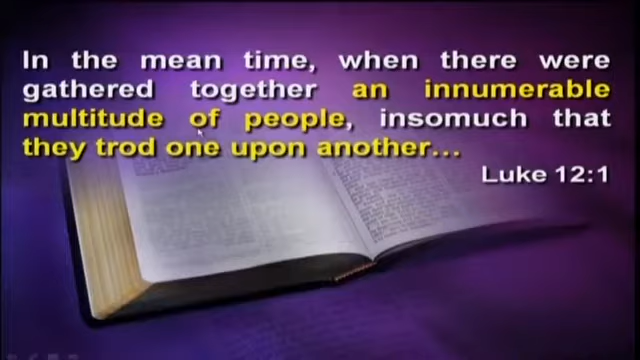 In the mean time, when there were
gathered together an innumerable
multitude of people, insomuch that
they trod one upon another...
Luke 12:1